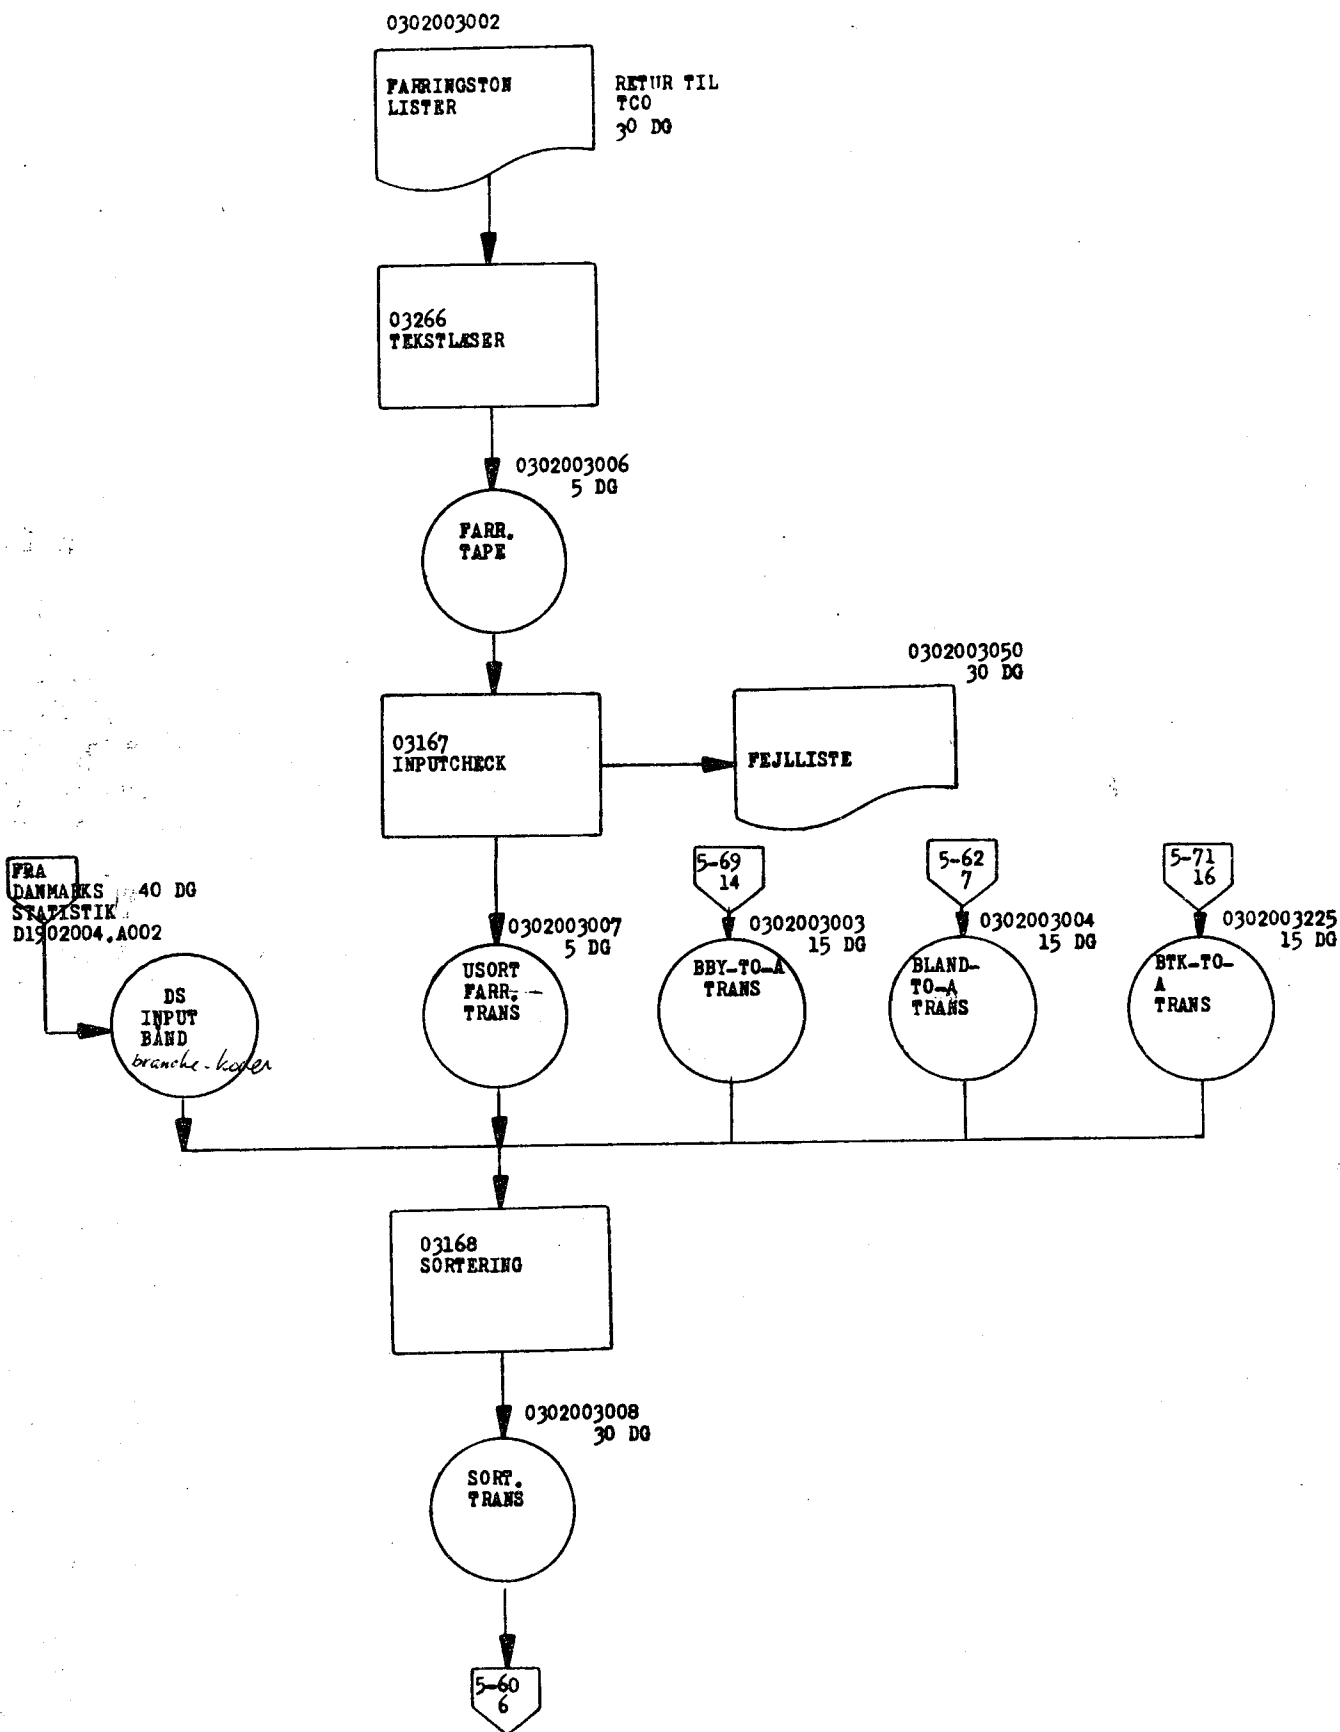 0302003002
FARRINGSTON
LISTER
RETUR TIL
TCO
30 DG
03266
TEKSTLÆSER
0302003006
5 DG
FARR.
TAPE
03167
INPUTCHECK
0302003050
30 DG
FEJLLISTE
FRA
DANMARKS 40 DG
STATISTIK
D1902004.A002
DS
INPUT
BÅND
branche-koder
0302003007
5 DG
USORT
FARR.
TRANS
5-69
14
0302003003
15 DG
BBY-TO-A
TRANS
5-62
7
0302003004
15 DG
BLAND-
TO-A
TRANS
5-71
16
0302003225
15 DG
BTK-TO-
A
TRANS
03168
SORTERING
0302003008
30 DG
SORT.
TRANS
5-60
6